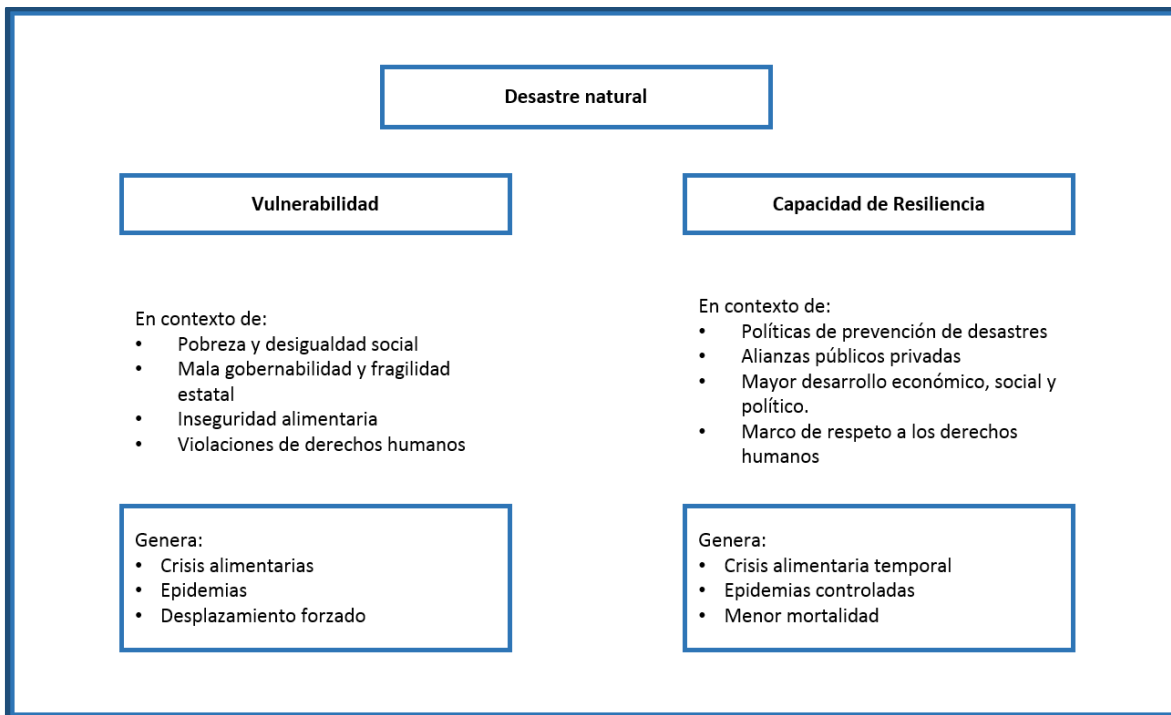 Desastre natural
Vulnerabilidad
En contexto de:
• Pobreza y desigualdad social
• Mala gobernabilidad y fragilidad
estatal
• Inseguridad alimentaria
• Violaciones de derechos humanos
Genera:
• Crisis alimentarias
• Epidemias
• Desplazamiento forzado
Capacidad de Resiliencia
En contexto de:
• Políticas de prevención de desastres
• Alianzas públicos privadas
• Mayor desarrollo económico, social y
político.
• Marco de respeto a los derechos
humanos
Genera:
• Crisis alimentaria temporal
• Epidemias controladas
• Menor mortalidad